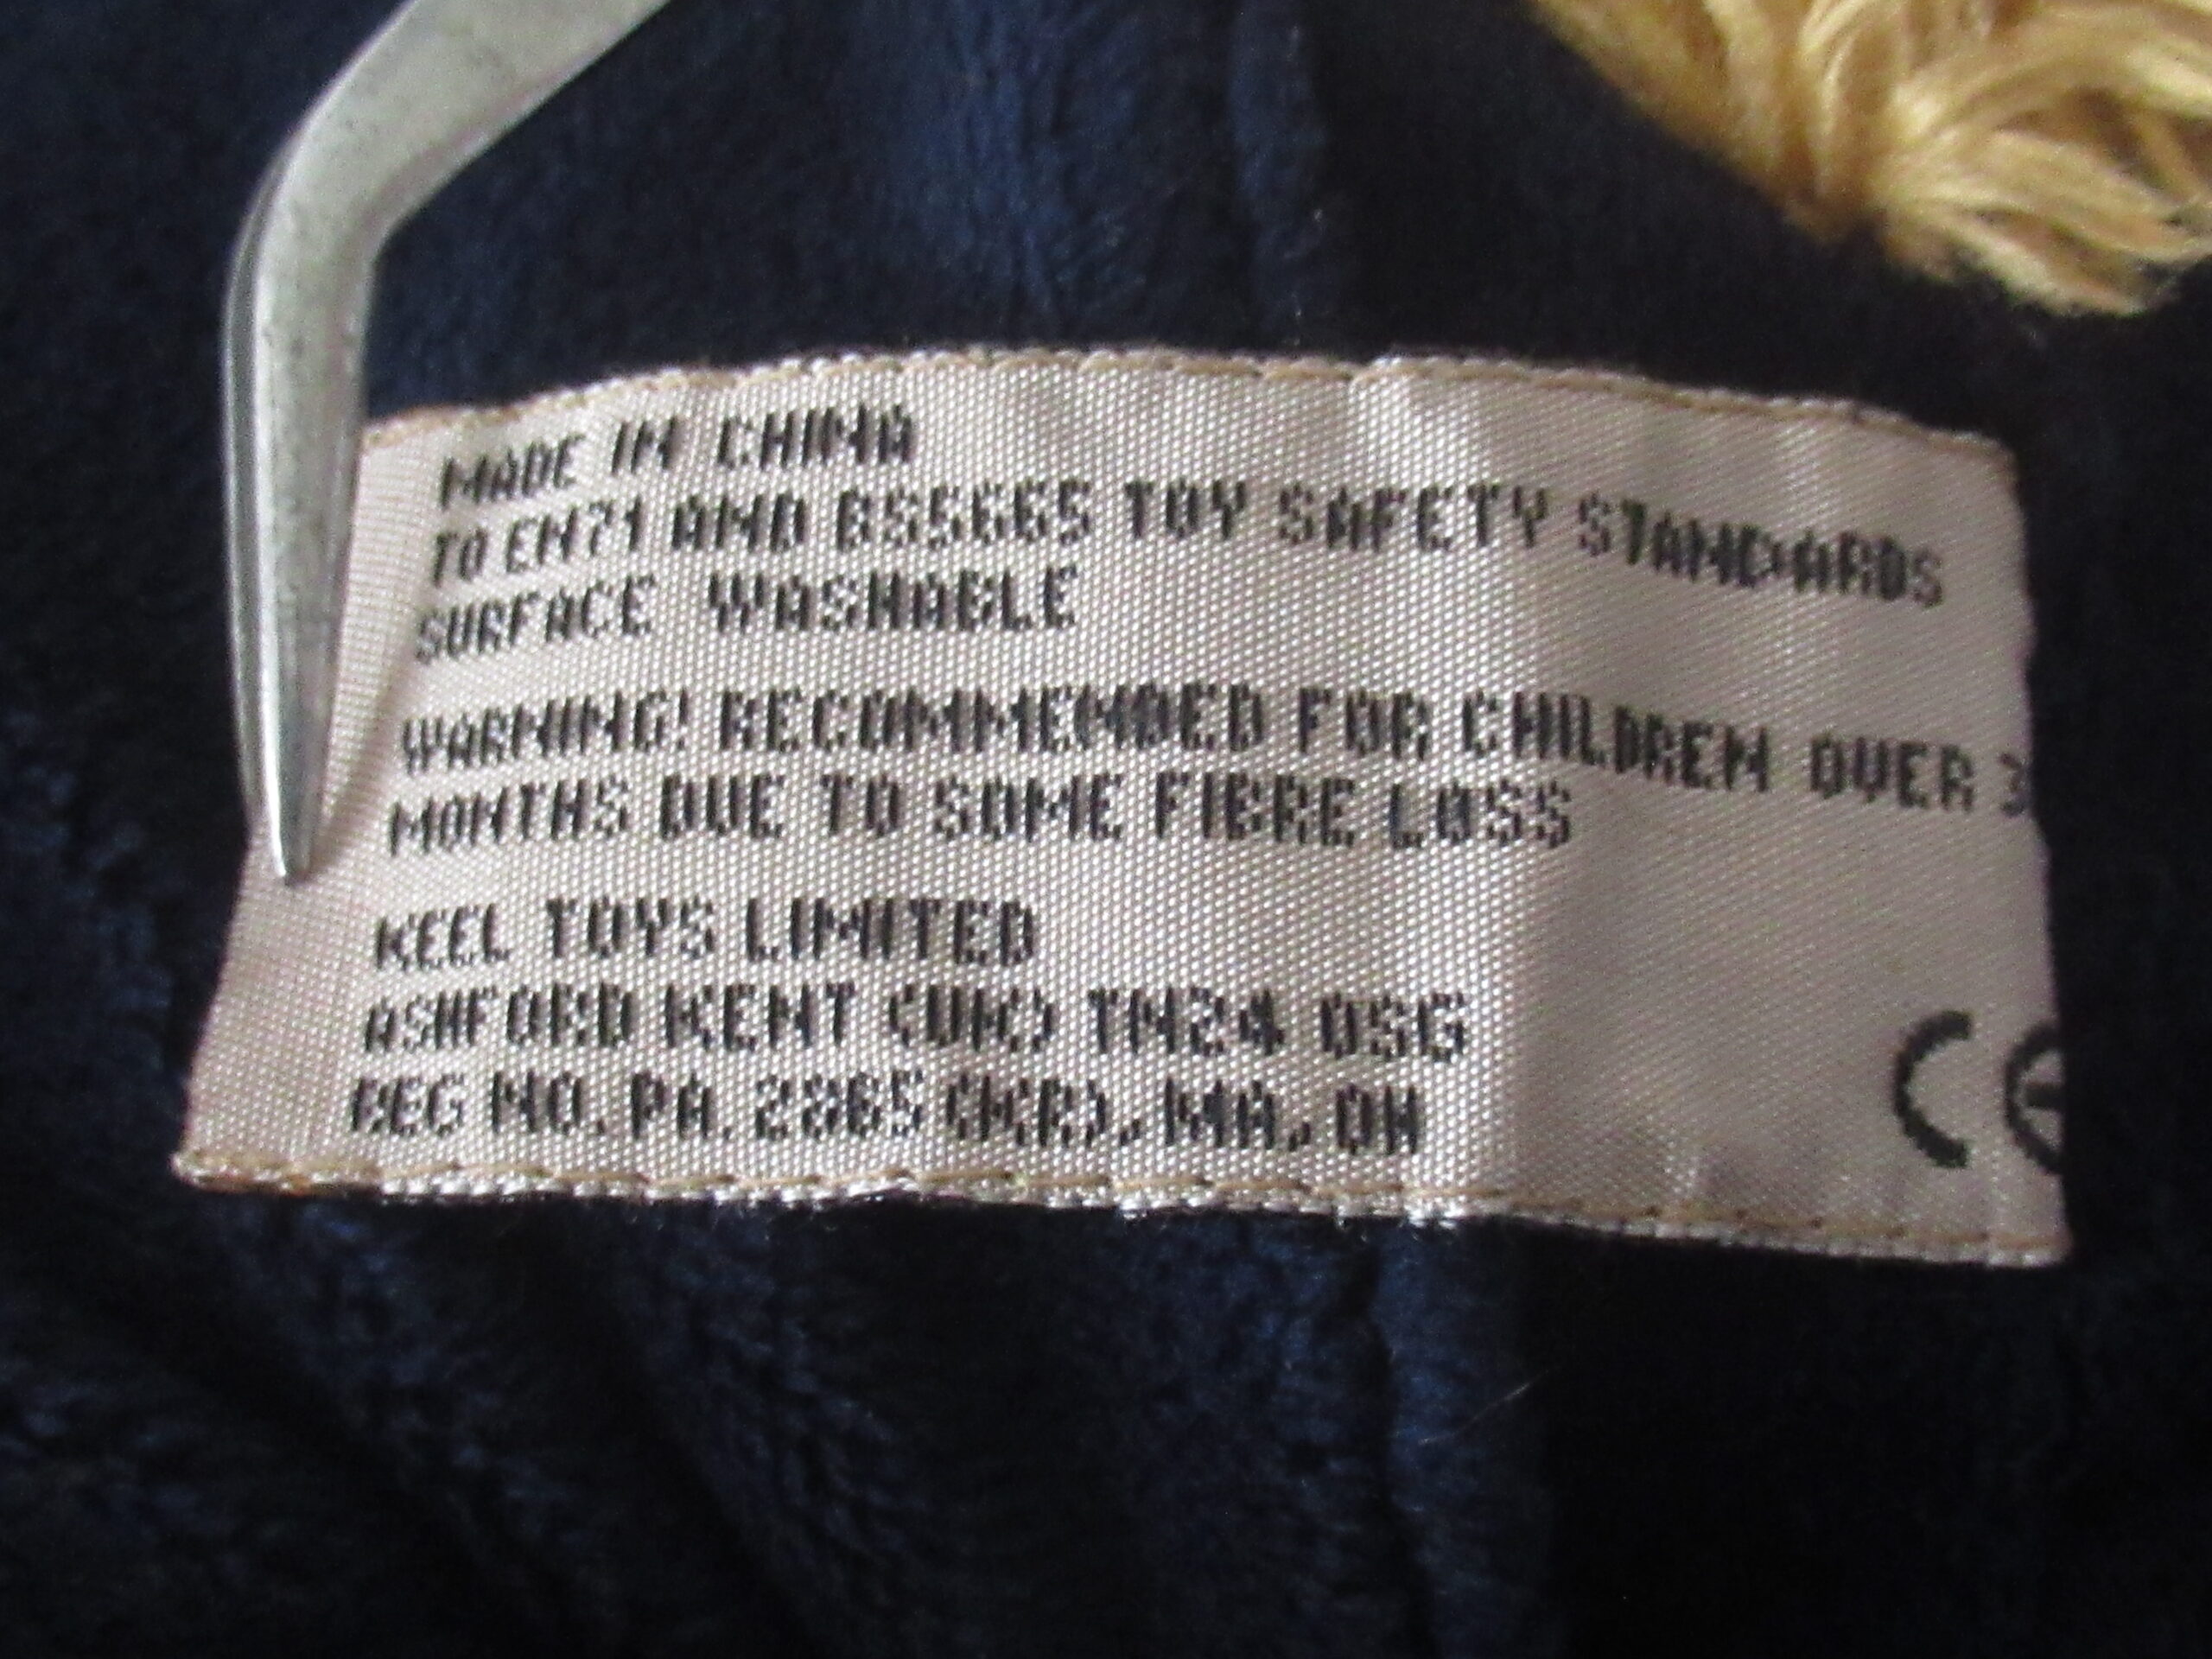 MADE IN CHINA
TO EN71 AND BS5665 TOY SAFETY STANDARDS
SURFACE WASHABLE
WARNING! RECOMMENDED FOR CHILDREN OVER 3
MONTHS DUE TO SOME FIBRE LOSS
KEEL TOYS LIMITED
ASHFORD KENT (UK) TN24 0SG
REG NO. PA. 2865 (KR), MA, OH
CE